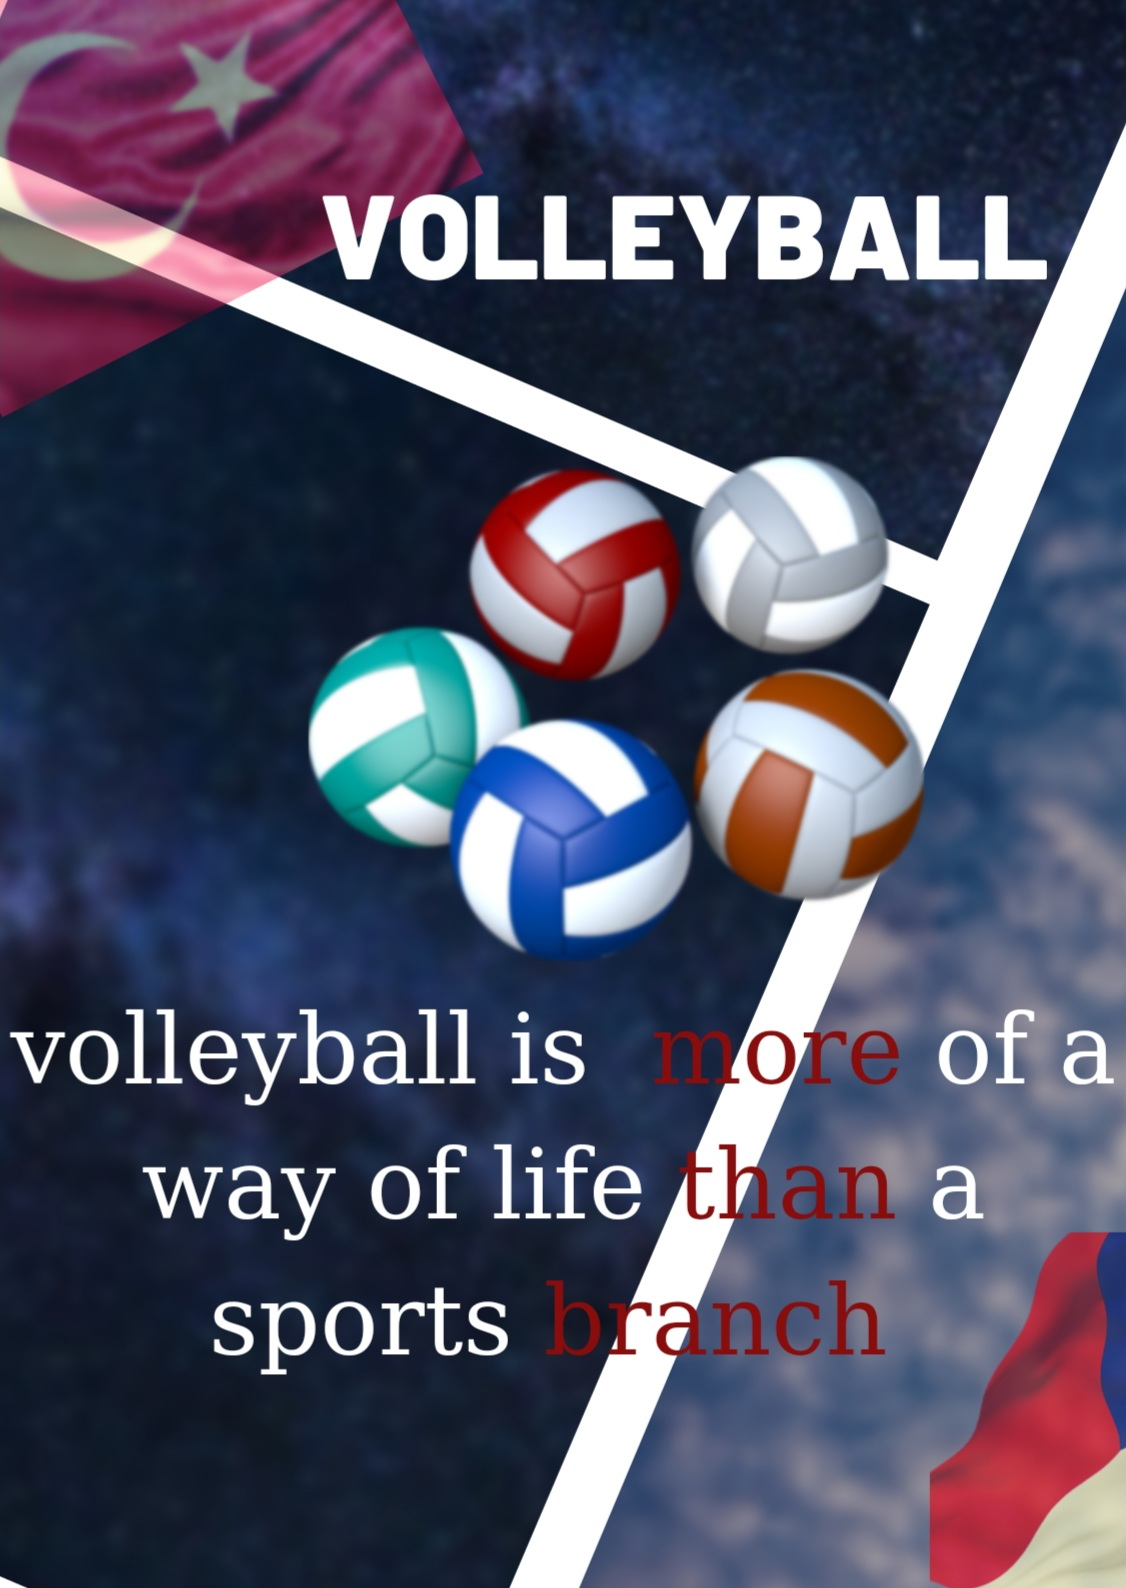 VOLLEYBALL
volleyball is more of a
way of life than a
sports branch